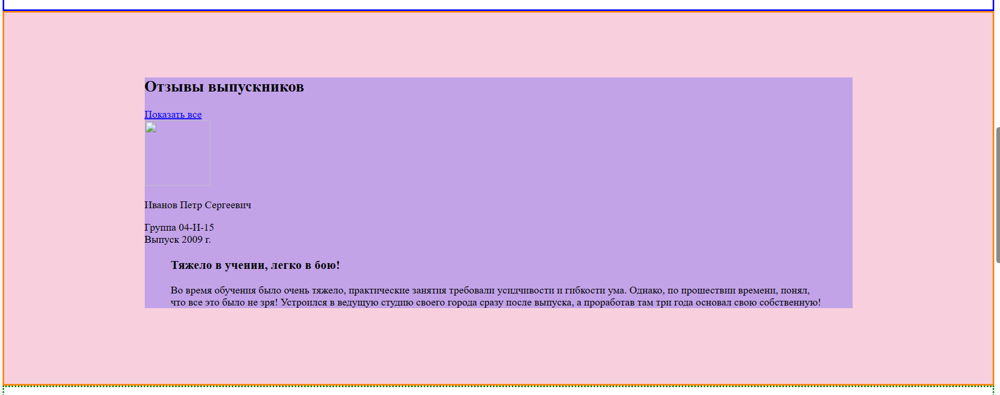 Отзывы выпускников
Показать все
Иванов Петр Сергеевич
Группа 04-И-15
Выпуск 2009 г.
Тяжело в учении, легко в бою!
Во время обучения было очень тяжело, практические занятия требовали усидчивости и гибкости ума. Однако, по прошествии времени, понял,
что все это было не зря! Устроился в ведущую студию своего города сразу после выпуска, а проработав там три года основал свою собственную!